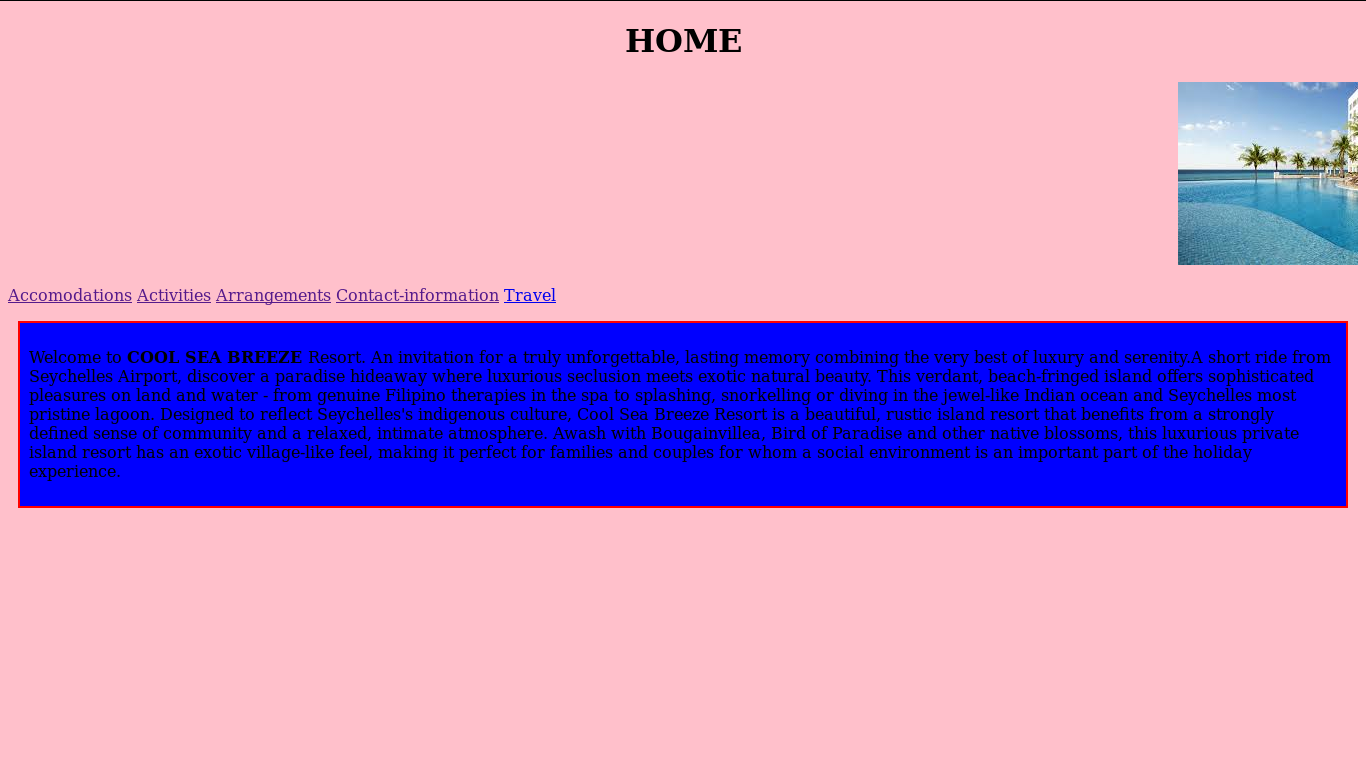 HOME
Accomodations Activities Arrangements Contact-information Travel
Welcome to COOL SEA BREEZE Resort. An invitation for a truly unforgettable, lasting memory combining the very best of luxury and serenity.A short ride from
Seychelles Airport, discover a paradise hideaway where luxurious seclusion meets exotic natural beauty. This verdant, beach-fringed island offers sophisticated
pleasures on land and water - from genuine Filipino therapies in the spa to splashing, snorkelling or diving in the jewel-like Indian ocean and Seychelles most
pristine lagoon. Designed to reflect Seychelles's indigenous culture, Cool Sea Breeze Resort is a beautiful, rustic island resort that benefits from a strongly
defined sense of community and a relaxed, intimate atmosphere. Awash with Bougainvillea, Bird of Paradise and other native blossoms, this luxurious private
island resort has an exotic village-like feel, making it perfect for families and couples for whom a social environment is an important part of the holiday
experience..